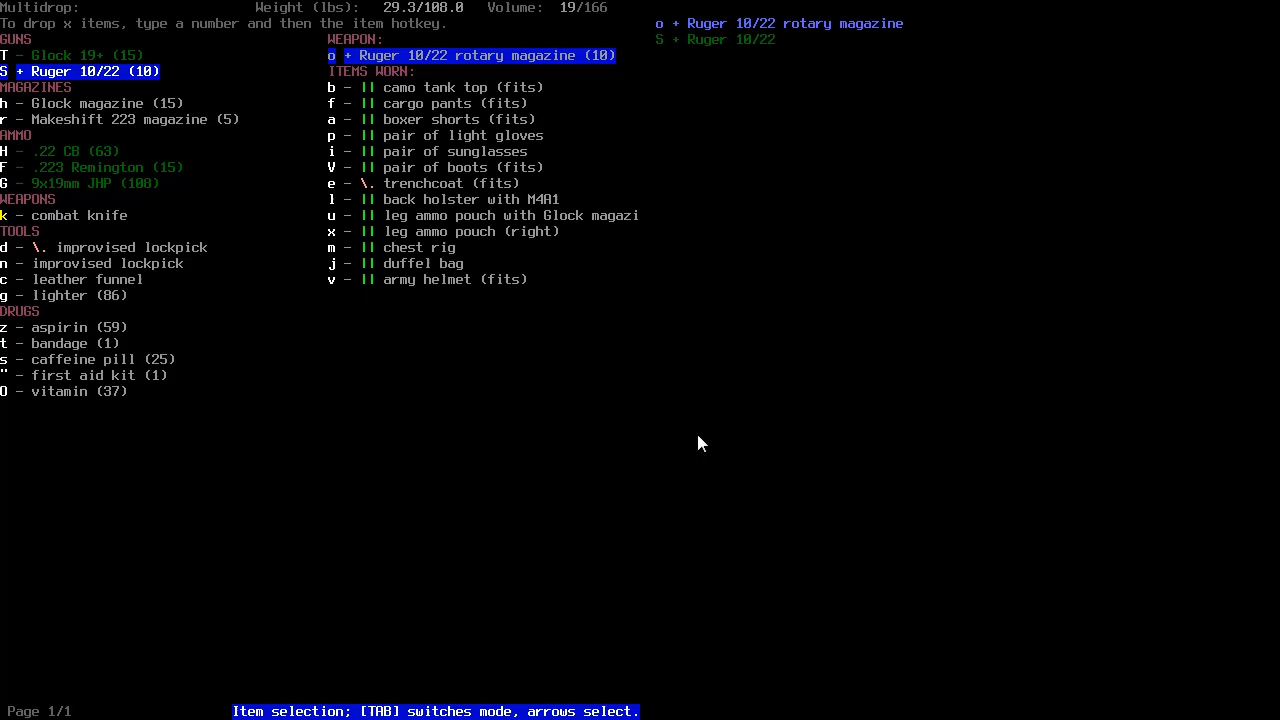 Multidrop: Weight (lbs): 29.3/108.0 Volume: 19/166
To drop x items, type a number and then the item hotkey.
GUNS
T - Glock 19+ (15)
S + Ruger 10/22 (10)
MAGAZINES
h - Glock magazine (15)
r - Makeshift 223 magazine (5)
AMMO
H - .22 CB (63)
F - .223 Remington (15)
G - 9x19mm JHP (108)
WEAPONS
k - combat knife
TOOLS
d - \. improvised lockpick
n - improvised lockpick
c - leather funnel
g - lighter (86)
DRUGS
z - aspirin (59)
t - bandage (1)
s - caffeine pill (25)
" - first aid kit (1)
O - vitamin (37)
WEAPON:
o + Ruger 10/22 rotary magazine (10)
ITEMS WORN:
b - || camo tank top (fits)
f - || cargo pants (fits)
a - || boxer shorts (fits)
p - || pair of light gloves
i - || pair of sunglasses
V - || pair of boots (fits)
e - \. trenchcoat (fits)
l - || back holster with M4A1
u - || leg ammo pouch with Glock magazi
x - || leg ammo pouch (right)
m - || chest rig
j - || duffel bag
v - || army helmet (fits)
o + Ruger 10/22 rotary magazine
S + Ruger 10/22
Page 1/1
Item selection; [TAB] switches mode, arrows select.